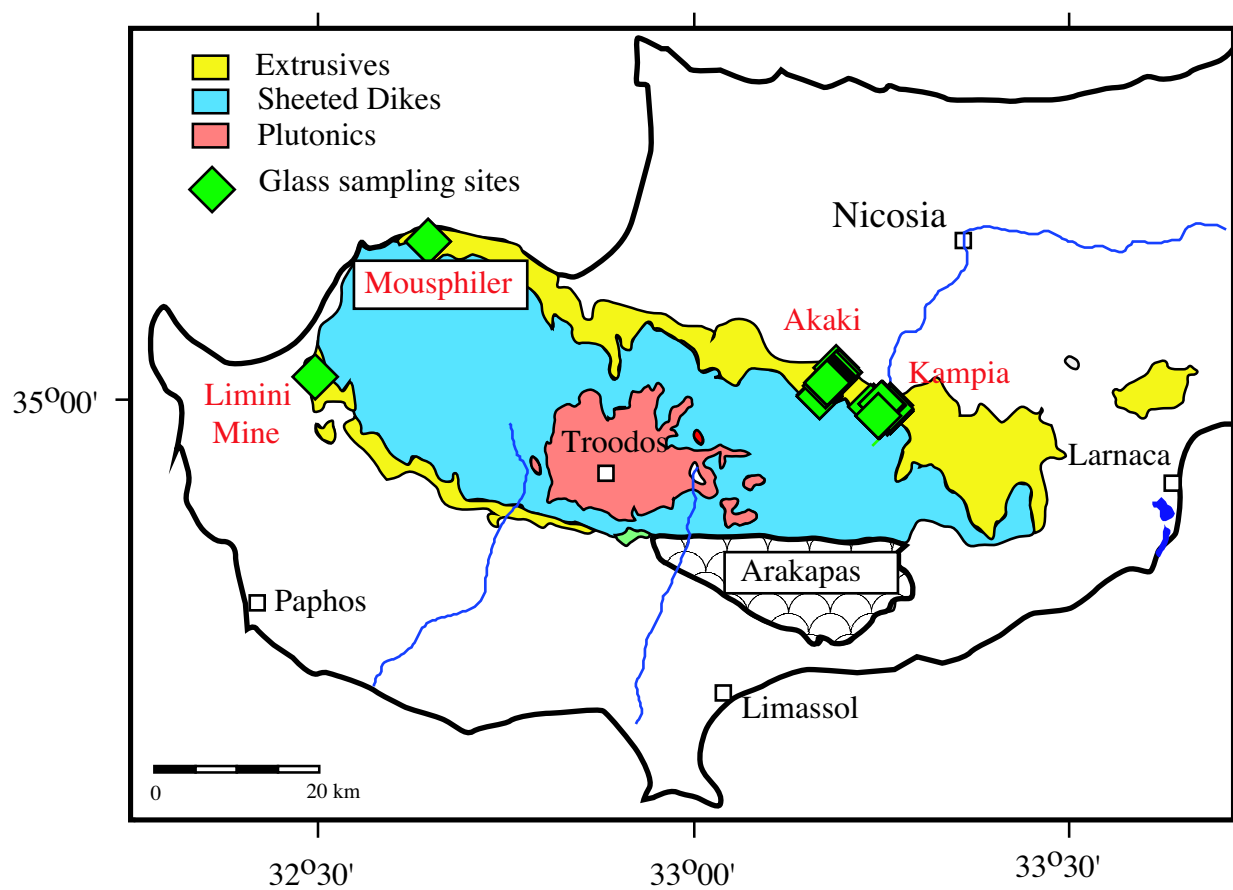 Extrusives
Sheeted Dikes
Plutonics
Glass sampling sites
Nicosia
Mousphiler
Akaki
Kampia
Limini
Mine
35°00'
Troodos
Larnaca
Arakapas
Paphos
Limassol
0
20 km
32°30'
33°00'
33°30'